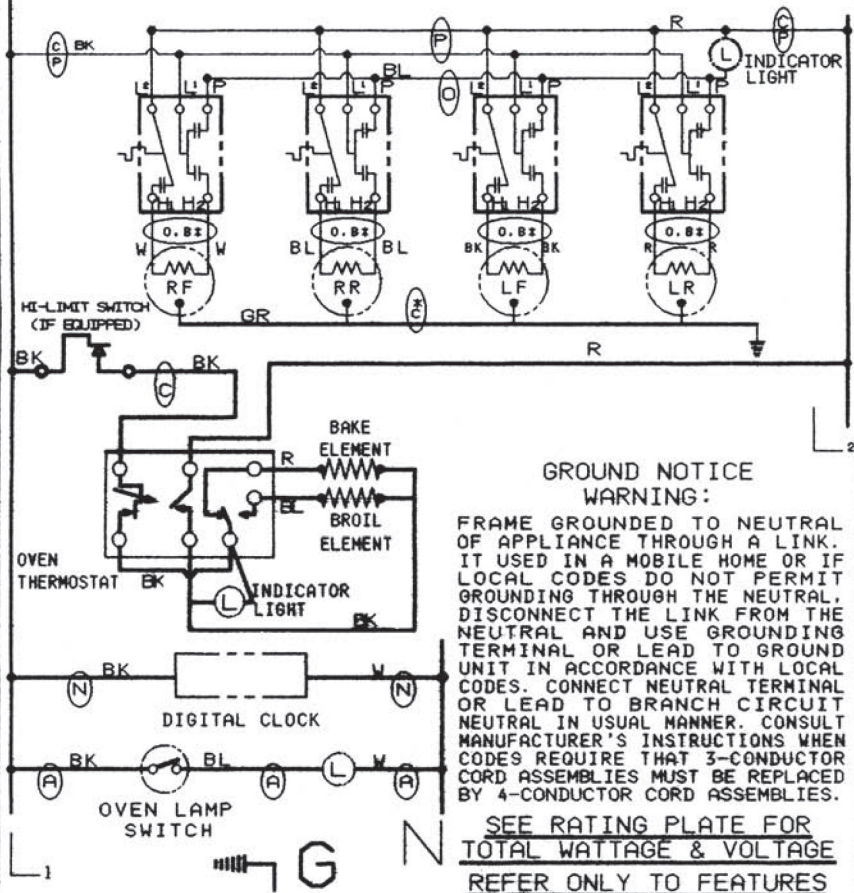 R
C
P
BK
P
C
P
L
INDICATOR
LIGHT
BL
O
L2 L1 P
L2 L1 P
L2 L1 P
L2 L1 P
H1 H2
H1 H2
H1 H2
H1 H2
O.B‡
O.B‡
O.B‡
O.B‡
W W
BL BL
BK BK
R R
RF
RR
LF
LR
HI-LIMIT SWITCH
(IF EQUIPPED)
GR
*C
BK
C
BK
R
BAKE
ELEMENT
R
BL
BROIL
ELEMENT
OVEN
THERMOSTAT
BK
L
INDICATOR
LIGHT
BK
L2
GROUND NOTICE
WARNING:
FRAME GROUNDED TO NEUTRAL
OF APPLIANCE THROUGH A LINK.
IT USED IN A MOBILE HOME OR IF
LOCAL CODES DO NOT PERMIT
GROUNDING THROUGH THE NEUTRAL,
DISCONNECT THE LINK FROM THE
NEUTRAL AND USE GROUNDING
TERMINAL OR LEAD TO GROUND
UNIT IN ACCORDANCE WITH LOCAL
CODES. CONNECT NEUTRAL TERMINAL
OR LEAD TO BRANCH CIRCUIT
NEUTRAL IN USUAL MANNER. CONSULT
MANUFACTURER'S INSTRUCTIONS WHEN
CODES REQUIRE THAT 3-CONDUCTOR
CORD ASSEMBLIES MUST BE REPLACED
BY 4-CONDUCTOR CORD ASSEMBLIES.
SEE RATING PLATE FOR
TOTAL WATTAGE & VOLTAGE
REFER ONLY TO FEATURES
N BK W N
DIGITAL CLOCK
A BK BL A L W A
OVEN LAMP
SWITCH
L1
G
N